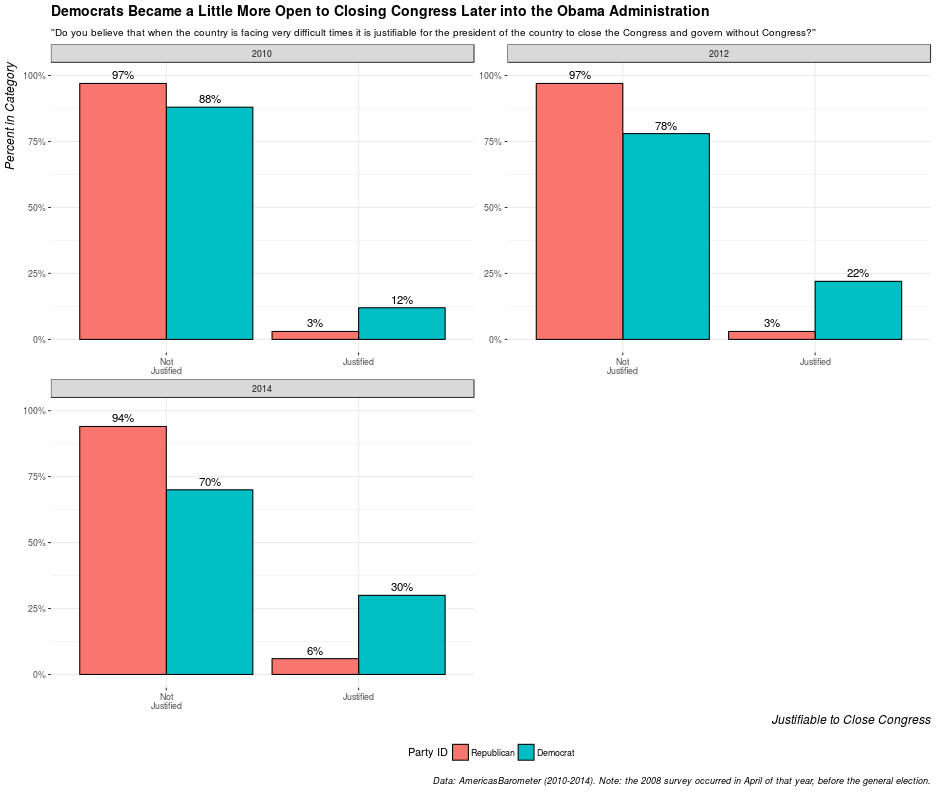 Democrats Became a Little More Open to Closing Congress Later into the Obama Administration
"Do you believe that when the country is facing very difficult times it is justifiable for the president of the country to close the Congress and govern without Congress?"
Percent in Category
2010
100%
75%
50%
25%
0%
97%
88%
3%
12%
Not
Justified
Justified
2012
100%
75%
50%
25%
0%
97%
78%
3%
22%
Not
Justified
Justified
2014
100%
75%
50%
25%
0%
94%
70%
6%
30%
Not
Justified
Justified
Justifiable to Close Congress
Party ID Republican Democrat
Data: AmericasBarometer (2010-2014). Note: the 2008 survey occurred in April of that year, before the general election.